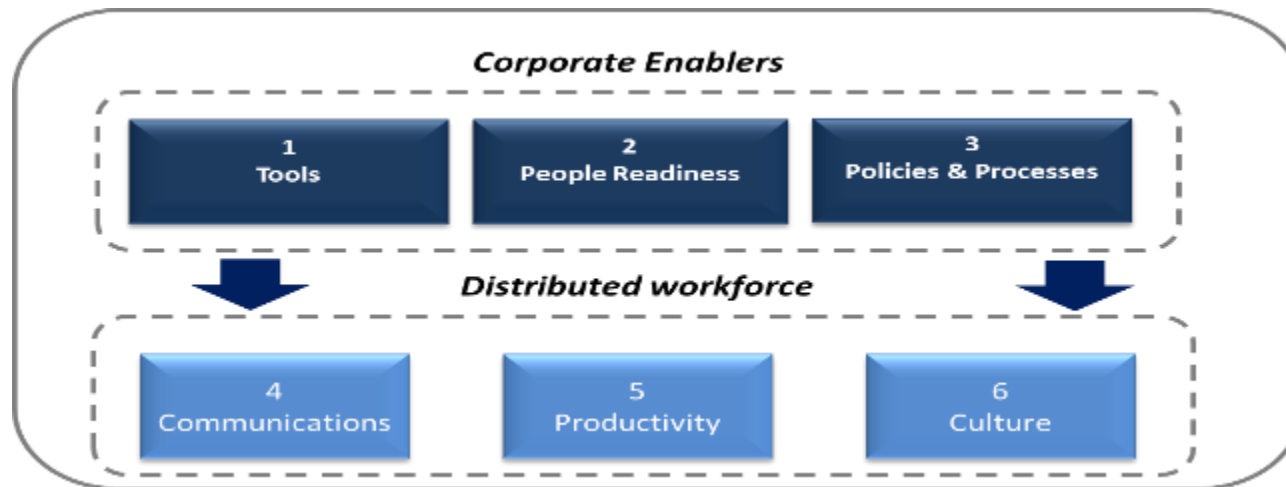 Corporate Enablers
1
Tools
2
People Readiness
3
Policies & Processes
Distributed workforce
4
Communications
5
Productivity
6
Culture